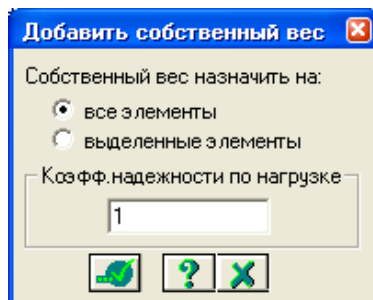 Добавить собственный вес
Собственный вес назначить на:
все элементы
выделенные элементы
Коэфф.надежности по нагрузке
1
?